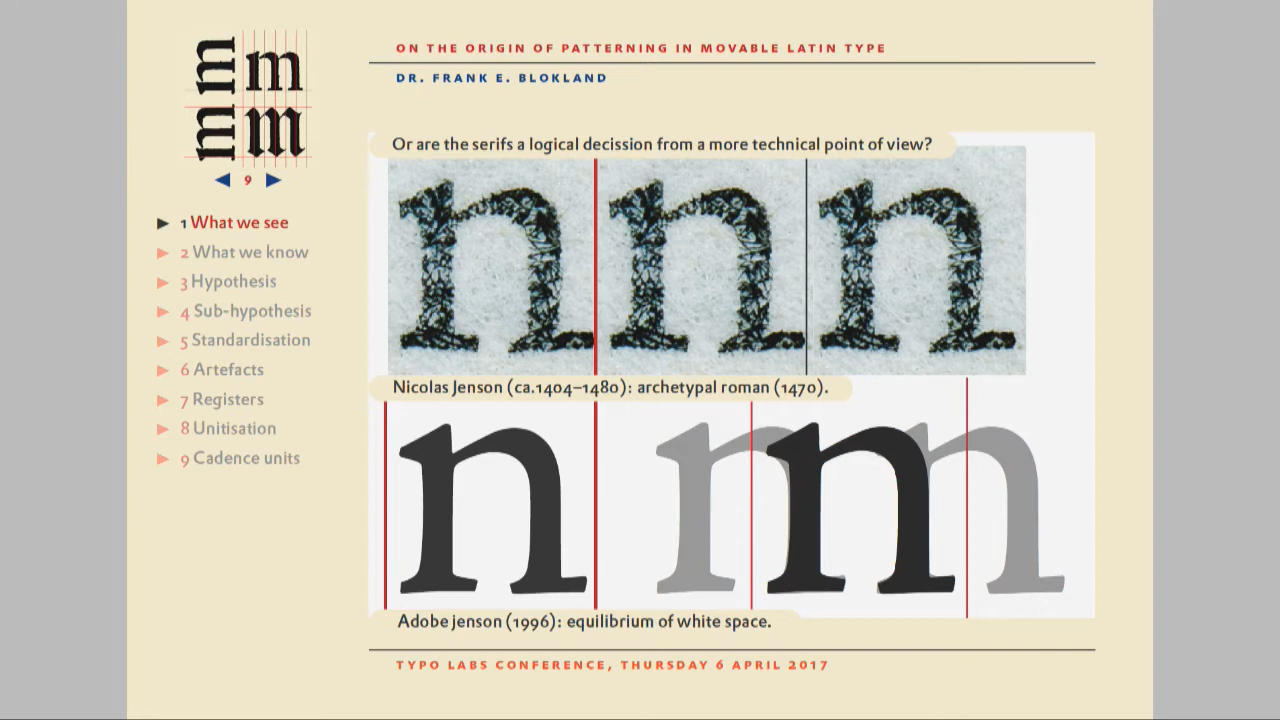 m m
m m
9
ON THE ORIGIN OF PATTERNING IN MOVABLE LATIN TYPE
DR. FRANK E. BLOKLAND
1 What we see
2 What we know
3 Hypothesis
4 Sub-hypothesis
5 Standardisation
6 Artefacts
7 Registers
8 Unitisation
9 Cadence units
Or are the serifs a logical decission from a more technical point of view?
n n n
Nicolas Jenson (ca.1404–1480): archetypal roman (1470).
n n n n
Adobe Jenson (1996): equilibrium of white space.
TYPO LABS CONFERENCE, THURSDAY 6 APRIL 2017